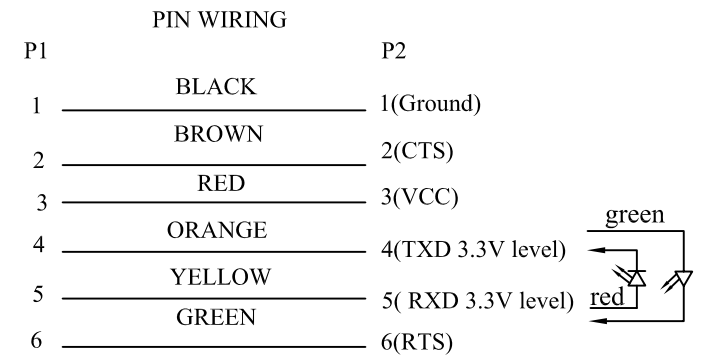 PIN WIRING
P1 P2
BLACK
1 1(Ground)
BROWN
2 2(CTS)
RED
3 3(VCC)
green
ORANGE
4 4(TXD 3.3V level)
YELLOW
5 5( RXD 3.3V level) red
GREEN
6 6(RTS)